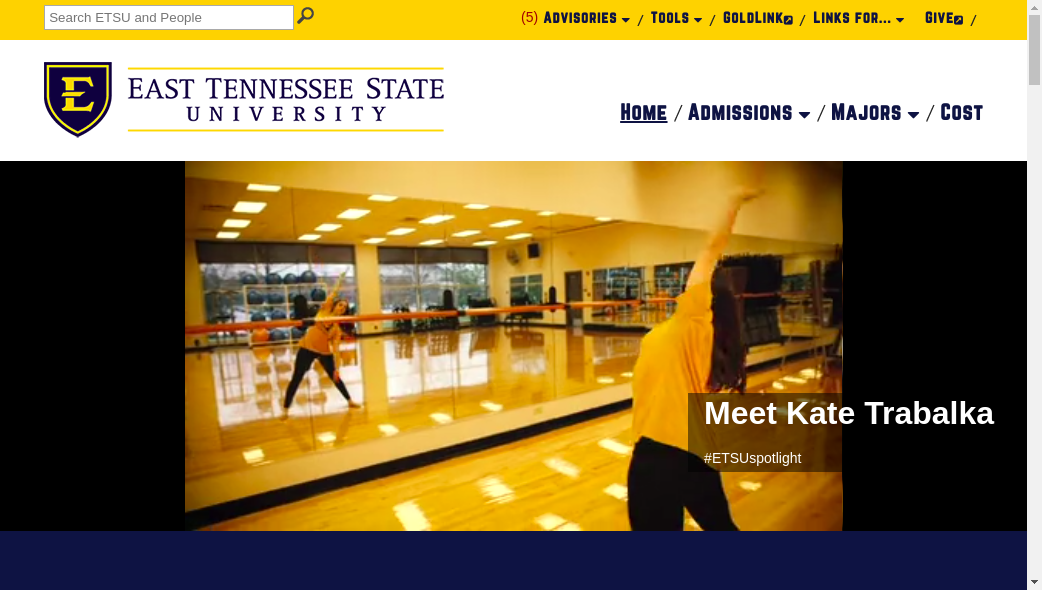 Search ETSU and People
(5) Advisories / Tools / GoldLink / Links for... Give /
East Tennessee State
UNIVERSITY
Home / Admissions / Majors / Cost
Meet Kate Trabalka
#ETSUspotlight